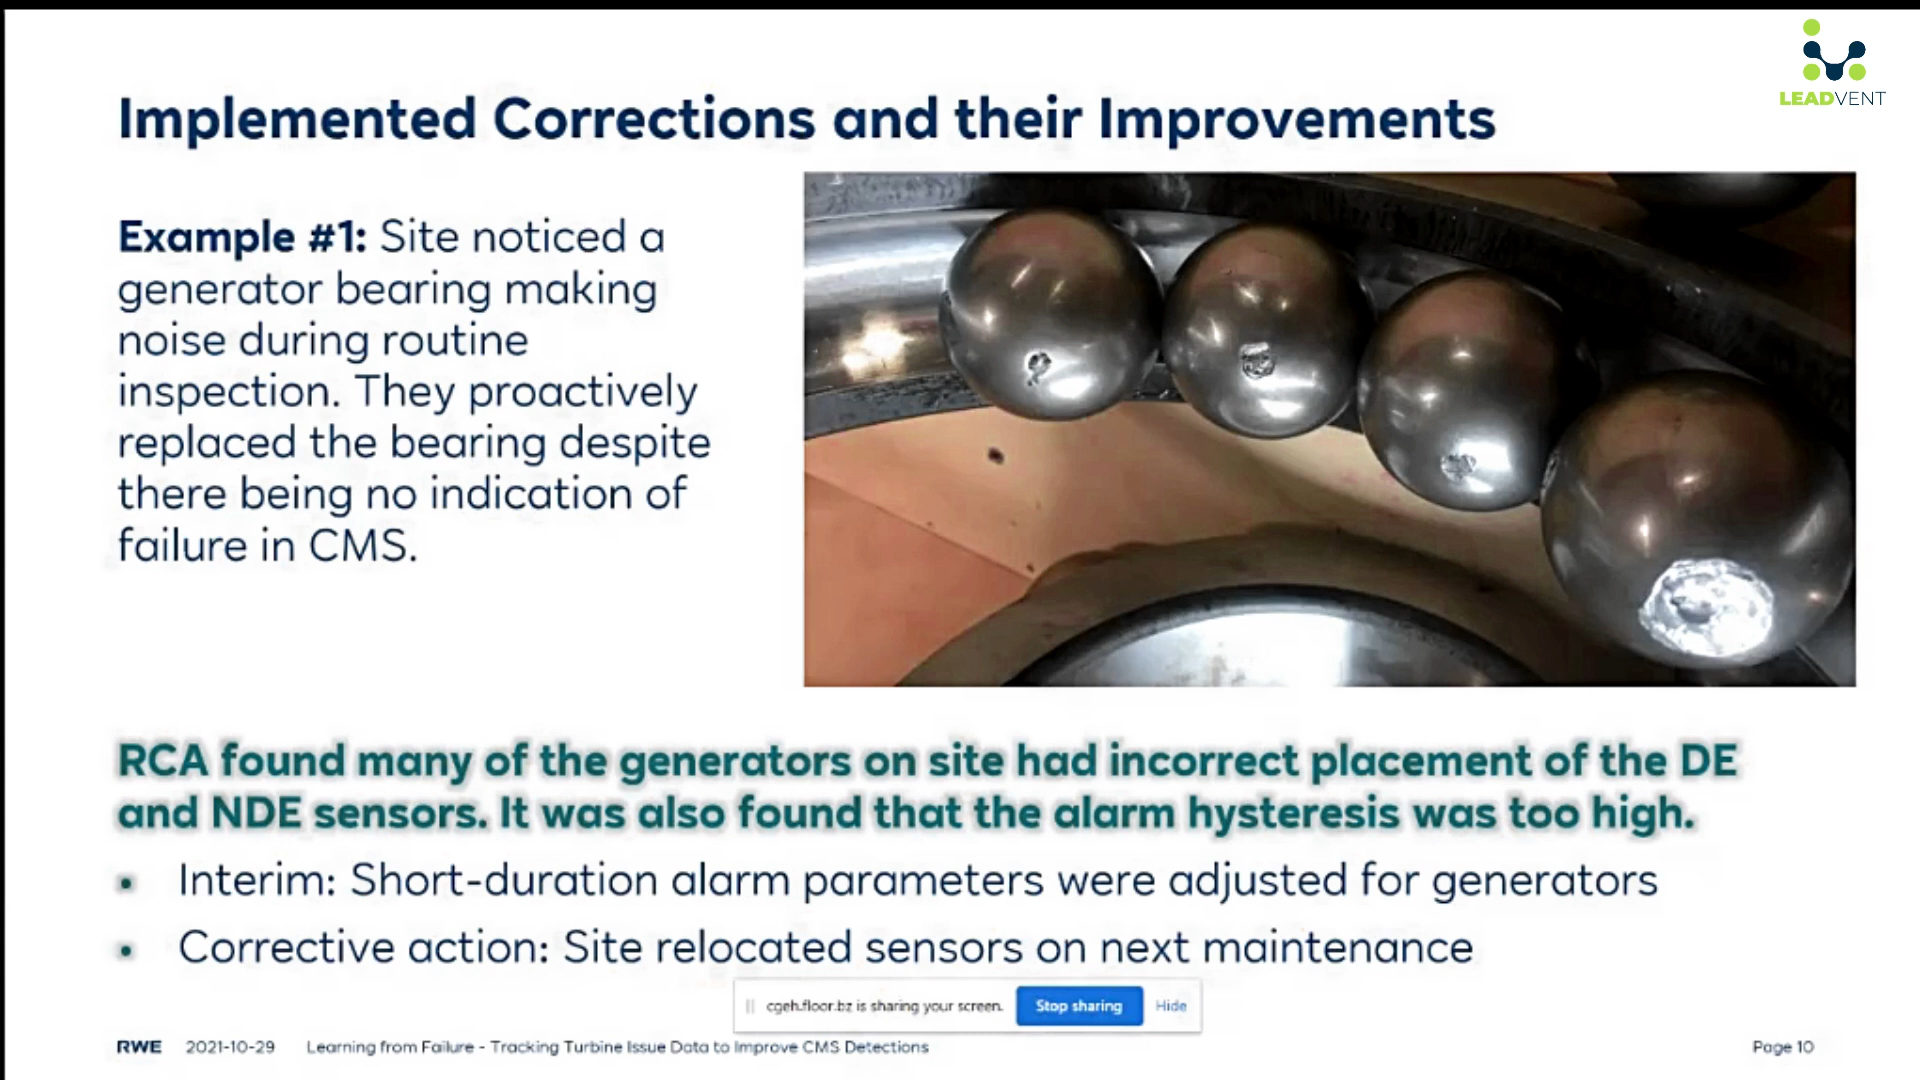 LEADVENT
Implemented Corrections and their Improvements
Example #1: Site noticed a
generator bearing making
noise during routine
inspection. They proactively
replaced the bearing despite
there being no indication of
failure in CMS.
RCA found many of the generators on site had incorrect placement of the DE
and NDE sensors. It was also found that the alarm hysteresis was too high.
• Interim: Short-duration alarm parameters were adjusted for generators
• Corrective action: Site relocated sensors on next maintenance
cgeh.floor.bz is sharing your screen. Stop sharing Hide
RWE 2021-10-29 Learning from Failure - Tracking Turbine Issue Data to Improve CMS Detections Page 10